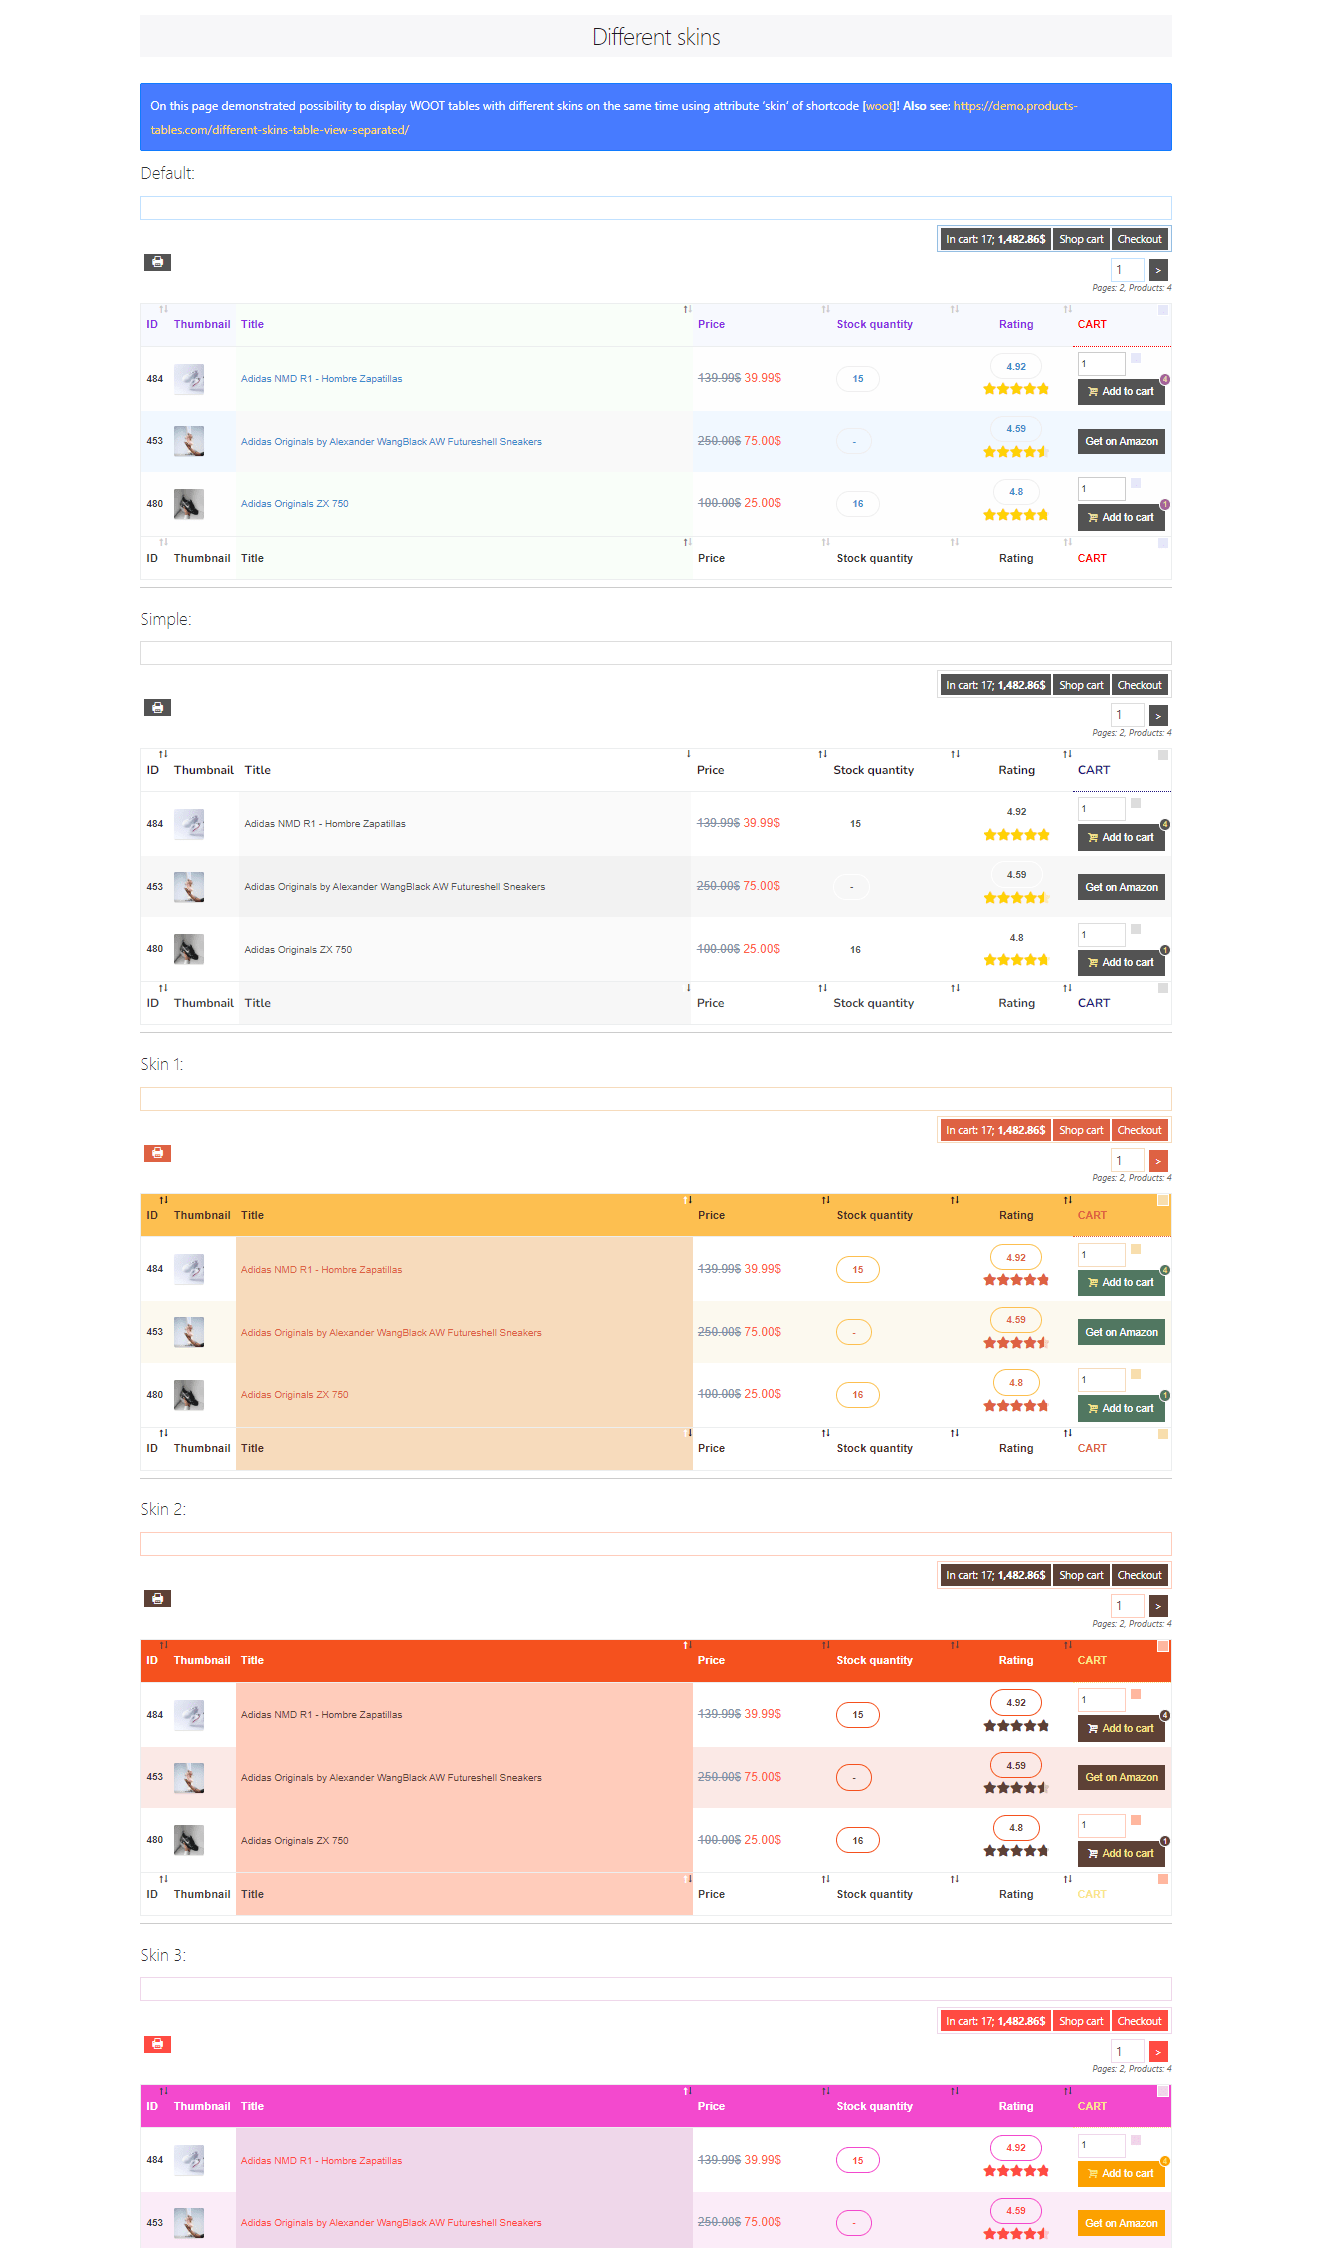 Different skins
On this page demonstrated possibility to display WOOT tables with different skins on the same time using attribute ‘skin’ of shortcode [woot]! Also see: https://demo.products-
tables.com/different-skins-table-view-separated/
Default:
In cart: 17; 1,482.86$ Shop cart Checkout
1 >
Pages: 2, Products: 4
ID Thumbnail Title Price Stock quantity Rating CART
484 Adidas NMD R1 - Hombre Zapatillas 139.99$ 39.99$ 15 4.92 1
Add to cart 4
453 Adidas Originals by Alexander WangBlack AW Futureshell Sneakers 250.00$ 75.00$ - 4.59 Get on Amazon
480 Adidas Originals ZX 750 100.00$ 25.00$ 16 4.8 1
Add to cart 1
ID Thumbnail Title Price Stock quantity Rating CART
Simple:
In cart: 17; 1,482.86$ Shop cart Checkout
1 >
Pages: 2, Products: 4
ID Thumbnail Title Price Stock quantity Rating CART
484 Adidas NMD R1 - Hombre Zapatillas 139.99$ 39.99$ 15 4.92 1
Add to cart 4
453 Adidas Originals by Alexander WangBlack AW Futureshell Sneakers 250.00$ 75.00$ - 4.59 Get on Amazon
480 Adidas Originals ZX 750 100.00$ 25.00$ 16 4.8 1
Add to cart 1
ID Thumbnail Title Price Stock quantity Rating CART
Skin 1:
In cart: 17; 1,482.86$ Shop cart Checkout
1 >
Pages: 2, Products: 4
ID Thumbnail Title Price Stock quantity Rating CART
484 Adidas NMD R1 - Hombre Zapatillas 139.99$ 39.99$ 15 4.92 1
Add to cart 4
453 Adidas Originals by Alexander WangBlack AW Futureshell Sneakers 250.00$ 75.00$ - 4.59 Get on Amazon
480 Adidas Originals ZX 750 100.00$ 25.00$ 16 4.8 1
Add to cart 1
ID Thumbnail Title Price Stock quantity Rating CART
Skin 2:
In cart: 17; 1,482.86$ Shop cart Checkout
1 >
Pages: 2, Products: 4
ID Thumbnail Title Price Stock quantity Rating CART
484 Adidas NMD R1 - Hombre Zapatillas 139.99$ 39.99$ 15 4.92 1
Add to cart 4
453 Adidas Originals by Alexander WangBlack AW Futureshell Sneakers 250.00$ 75.00$ - 4.59 Get on Amazon
480 Adidas Originals ZX 750 100.00$ 25.00$ 16 4.8 1
Add to cart 1
ID Thumbnail Title Price Stock quantity Rating CART
Skin 3:
In cart: 17; 1,482.86$ Shop cart Checkout
1 >
Pages: 2, Products: 4
ID Thumbnail Title Price Stock quantity Rating CART
484 Adidas NMD R1 - Hombre Zapatillas 139.99$ 39.99$ 15 4.92 1
Add to cart 4
453 Adidas Originals by Alexander WangBlack AW Futureshell Sneakers 250.00$ 75.00$ - 4.59 Get on Amazon